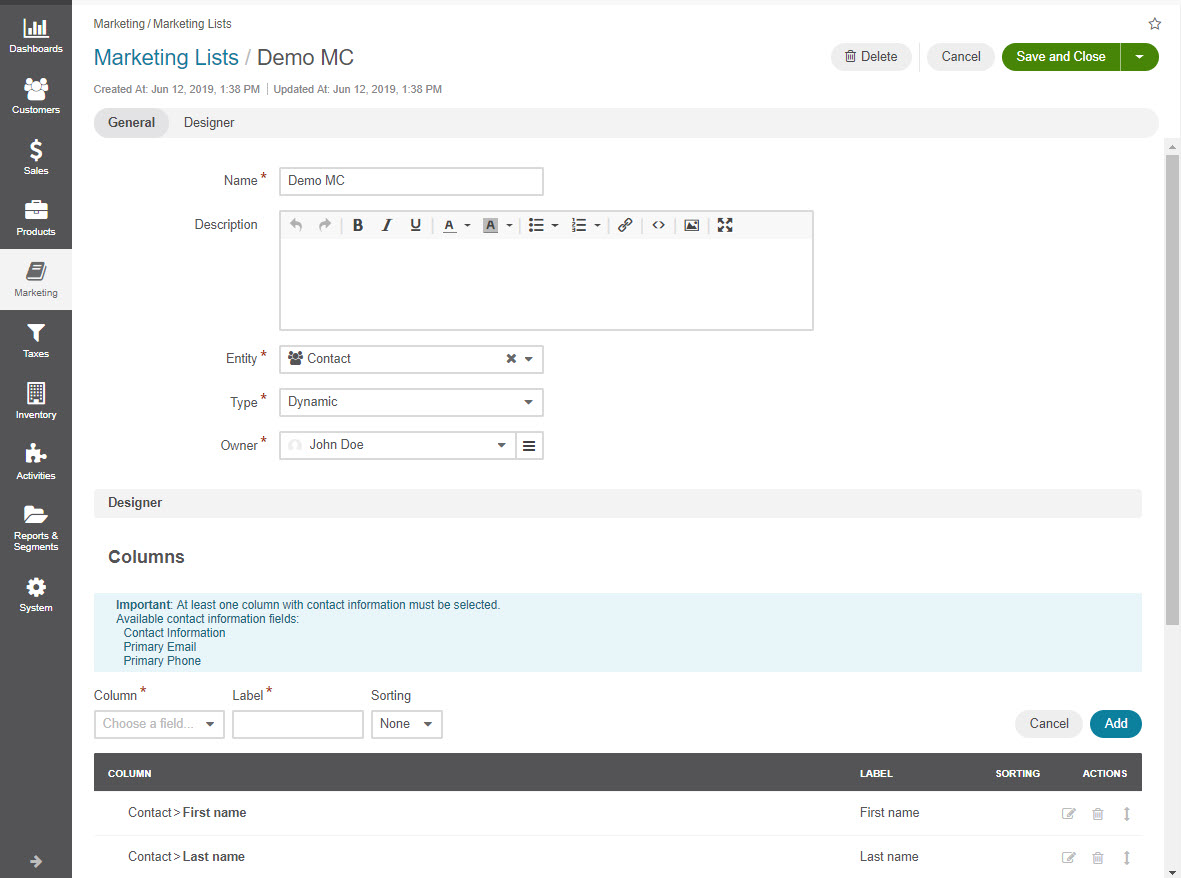 Dashboards
Customers
Sales
Products
Marketing
Taxes
Inventory
Activities
Reports &
Segments
System
Marketing / Marketing Lists
Marketing Lists / Demo MC
Delete
Cancel
Save and Close
Created At: Jun 12, 2019, 1:38 PM | Updated At: Jun 12, 2019, 1:38 PM
General Designer
Name * Demo MC
Description
B I U A A
Entity * Contact
Type * Dynamic
Owner * John Doe
Designer
Columns
Important: At least one column with contact information must be selected.
Available contact information fields:
Contact Information
Primary Email
Primary Phone
Column * Label * Sorting
Choose a field... None Cancel Add
COLUMN LABEL SORTING ACTIONS
Contact > First name First name
Contact > Last name Last name